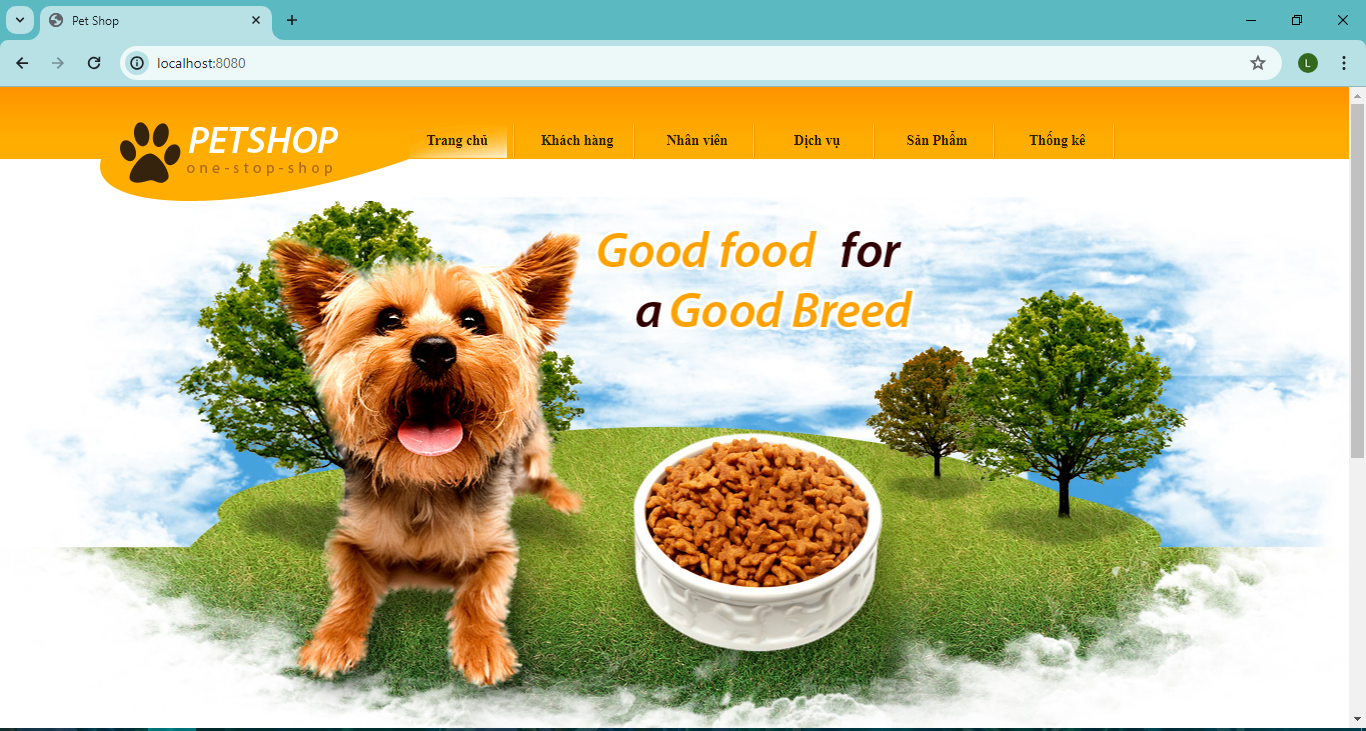 Pet Shop
localhost:8080
L
PETSHOP
one-stop-shop
Trang chủ Khách hàng Nhân viên Dịch vụ Sản Phẩm Thống kê
Good food for
a Good Breed